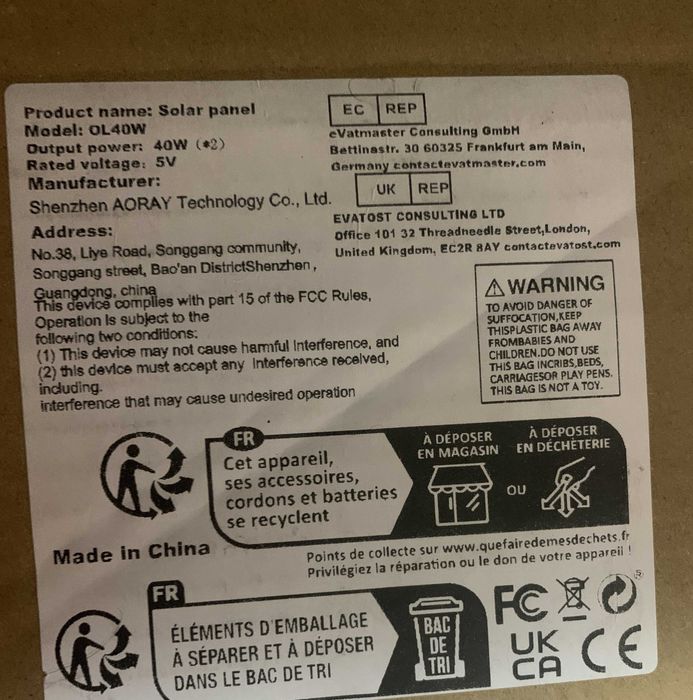 Product name: Solar panel
Model: OL40W
Output power: 40W (*2)
Rated voltage: 5V
Manufacturer:
Shenzhen AORAY Technology Co., Ltd.
Address:
No.38, Liye Road, Songgang community,
Songgang street, Bao'an DistrictShenzhen,
Guangdong, china
This device complies with part 15 of the FCC Rules,
Operation is subject to the
following two conditions:
(1) This device may not cause harmful Interference, and
(2) this device must accept any Interference received,
including.
interference that may cause undesired operation
EC REP
eVatmaster Consulting GmbH
Bettinastr. 30 60325 Frankfurt am Main,
Germany contactevatmaster.com
UK REP
EVATOST CONSULTING LTD
Office 101 32 Threadneedle Street,London,
United Kingdom, EC2R 8AY contactevatost.com
WARNING
TO AVOID DANGER OF
SUFFOCATION,KEEP
THISPLASTIC BAG AWAY
FROMBABIES AND
CHILDREN.DO NOT USE
THIS BAG INCRIBS,BEDS,
CARRIAGESOR PLAY PENS.
THIS BAG IS NOT A TOY.
FR
Cet appareil,
ses accessoires,
cordons et batteries
se recyclent
À DÉPOSER
EN MAGASIN
OU
À DÉPOSER
EN DÉCHÈTERIE
Made in China
Points de collecte sur www.quefairedemesdechets.fr
Privilégiez la réparation ou le don de votre appareil !
FR
ÉLÉMENTS D'EMBALLAGE
À SÉPARER ET À DÉPOSER
DANS LE BAC DE TRI
BAC
DE
TRI
FC
UK
CA
CE